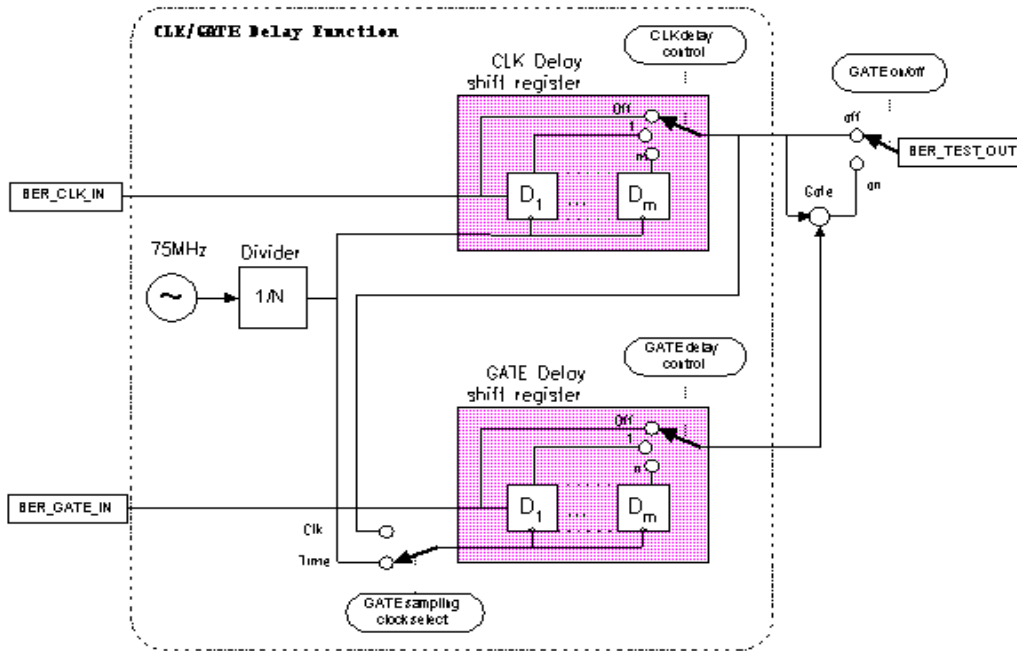 CLK/GATE Delay Function
CLK delay
control
CLK Delay
shift register
GATE on/off
Off
1
m
off
on
BER_TEST_OUT
BER_CLK_IN
D1
...
Dm
Gate
75MHz
Divider
~
1/N
GATE delay
control
GATE Delay
shift register
Off
1
n
BER_GATE_IN
D1
...
Dm
Clk
Time
GATE sampling
clock select